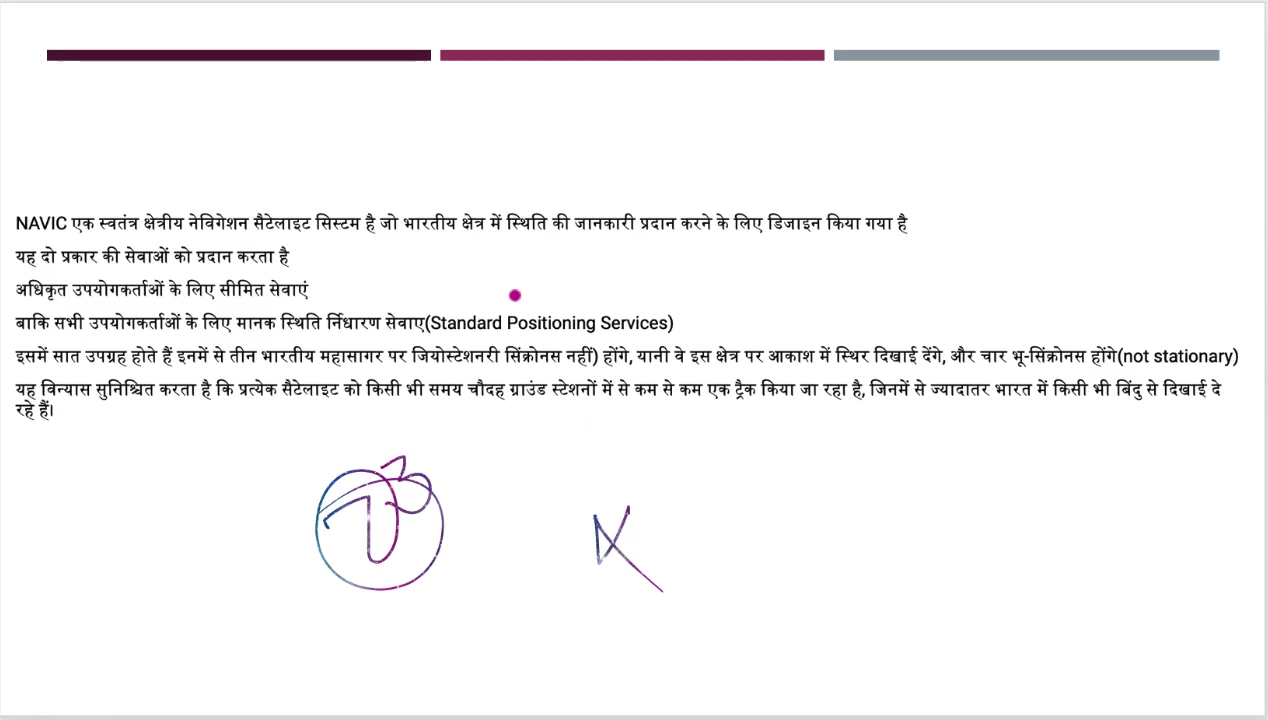 NAVIC एक स्वतंत्र क्षेत्रीय नेविगेशन सैटेलाइट सिस्टम है जो भारतीय क्षेत्र में स्थिति की जानकारी प्रदान करने के लिए डिजाइन किया गया है
यह दो प्रकार की सेवाओं को प्रदान करता है
अधिकृत उपयोगकर्ताओं के लिए सीमित सेवाएं
बाकि सभी उपयोगकर्ताओं के लिए मानक स्थिति र्निधारण सेवाए(Standard Positioning Services)
इसमें सात उपग्रह होते हैं इनमें से तीन भारतीय महासागर पर जियोस्टेशनरी सिंक्रोनस नहीं) होंगे, यानी वे इस क्षेत्र पर आकाश में स्थिर दिखाई देंगे, और चार भू-सिंक्रोनस होंगे(not stationary)
यह विन्यास सुनिश्चित करता है कि प्रत्येक सैटेलाइट को किसी भी समय चौदह ग्राउंड स्टेशनों में से कम से कम एक ट्रैक किया जा रहा है, जिनमें से ज्यादातर भारत में किसी भी बिंदु से दिखाई दे
रहे हैं।